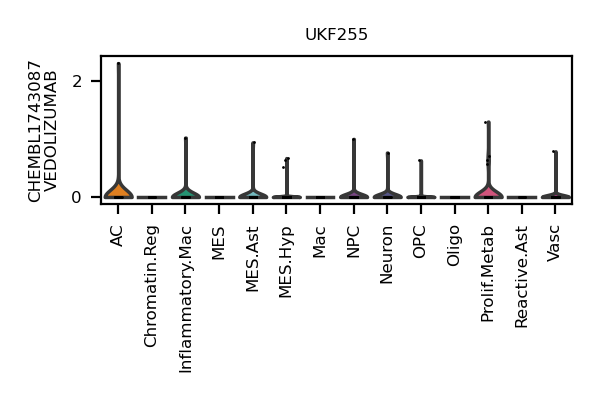 UKF255
CHEMBL1743087
VEDOLIZUMAB
2
0
AC
Chromatin.Reg
Inflammatory.Mac
MES
MES.Ast
MES.Hyp
Mac
NPC
Neuron
OPC
Oligo
Prolif.Metab
Reactive.Ast
Vasc